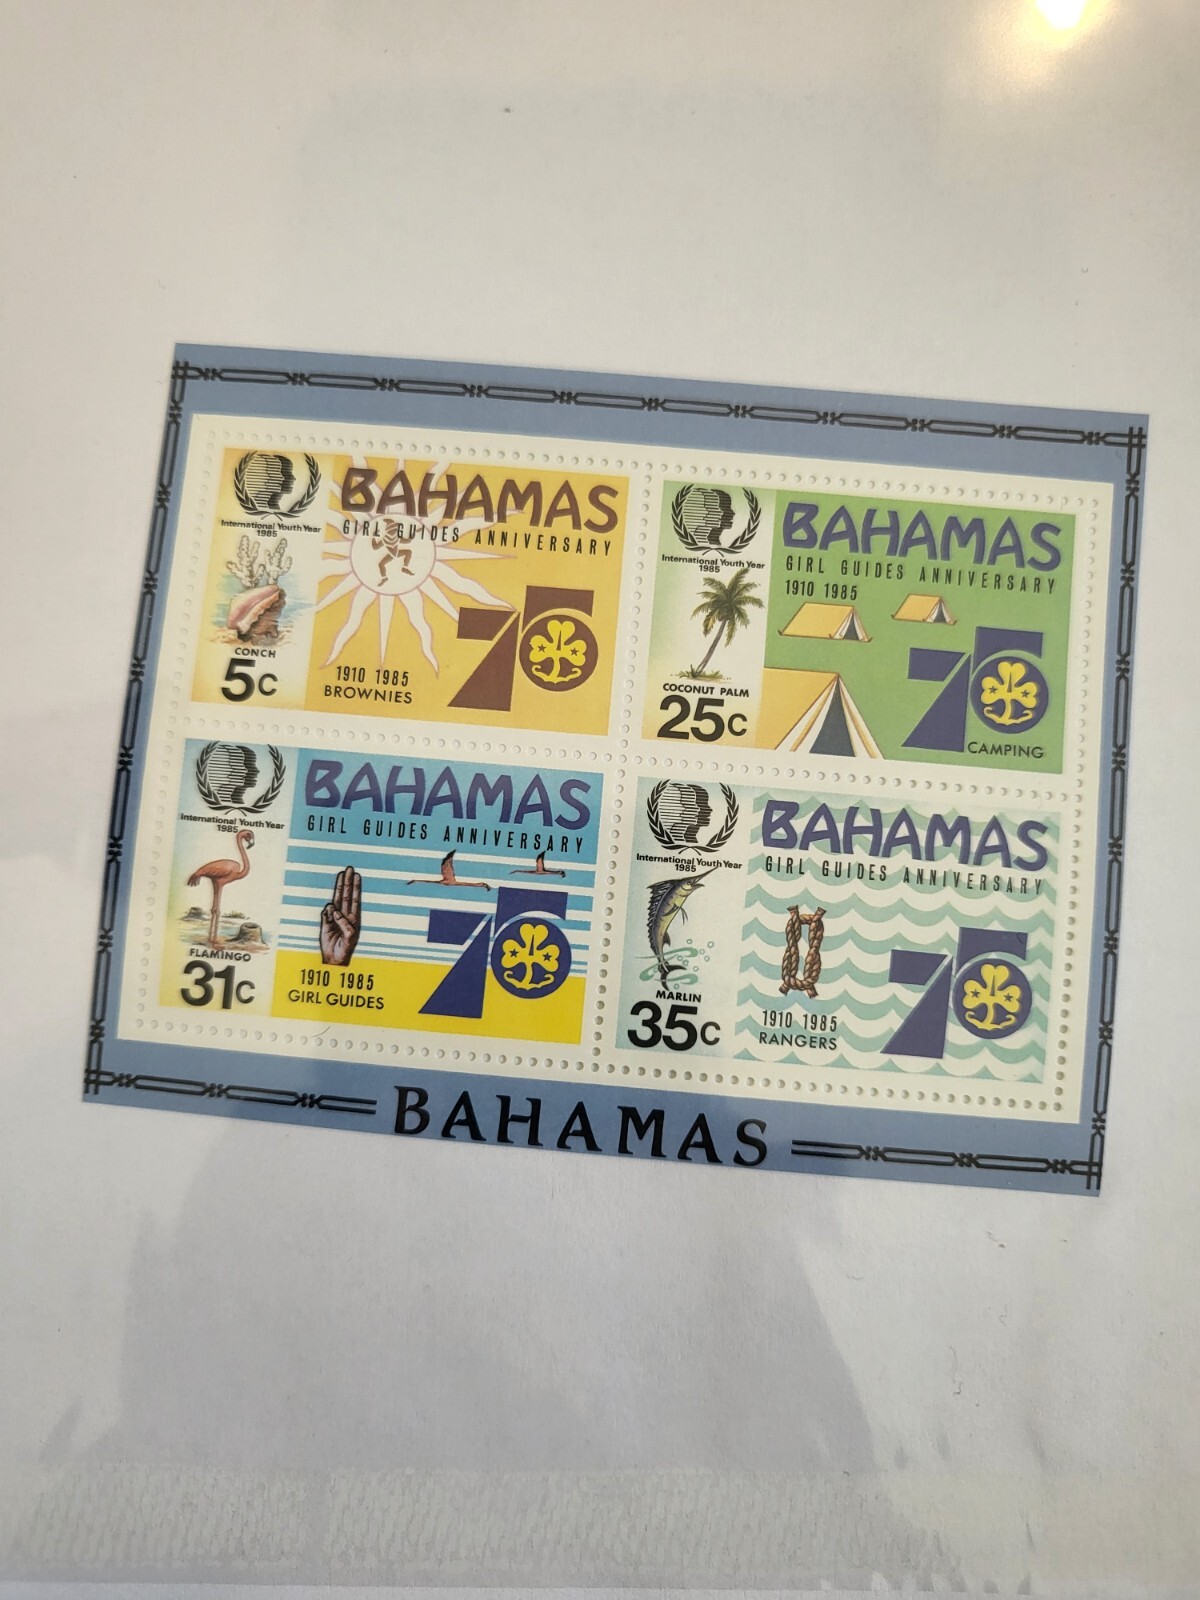 International Youth Year
1985
BAHAMAS
GIRL GUIDES ANNIVERSARY
CONCH
5c
1910 1985
BROWNIES
75
International Youth Year
1985
BAHAMAS
GIRL GUIDES ANNIVERSARY
1910 1985
COCONUT PALM
25c
75
CAMPING
International Youth Year
1985
BAHAMAS
GIRL GUIDES ANNIVERSARY
FLAMINGO
31c
1910 1985
GIRL GUIDES
75
International Youth Year
1985
BAHAMAS
GIRL GUIDES ANNIVERSARY
MARLIN
35c
1910 1985
RANGERS
75
BAHAMAS